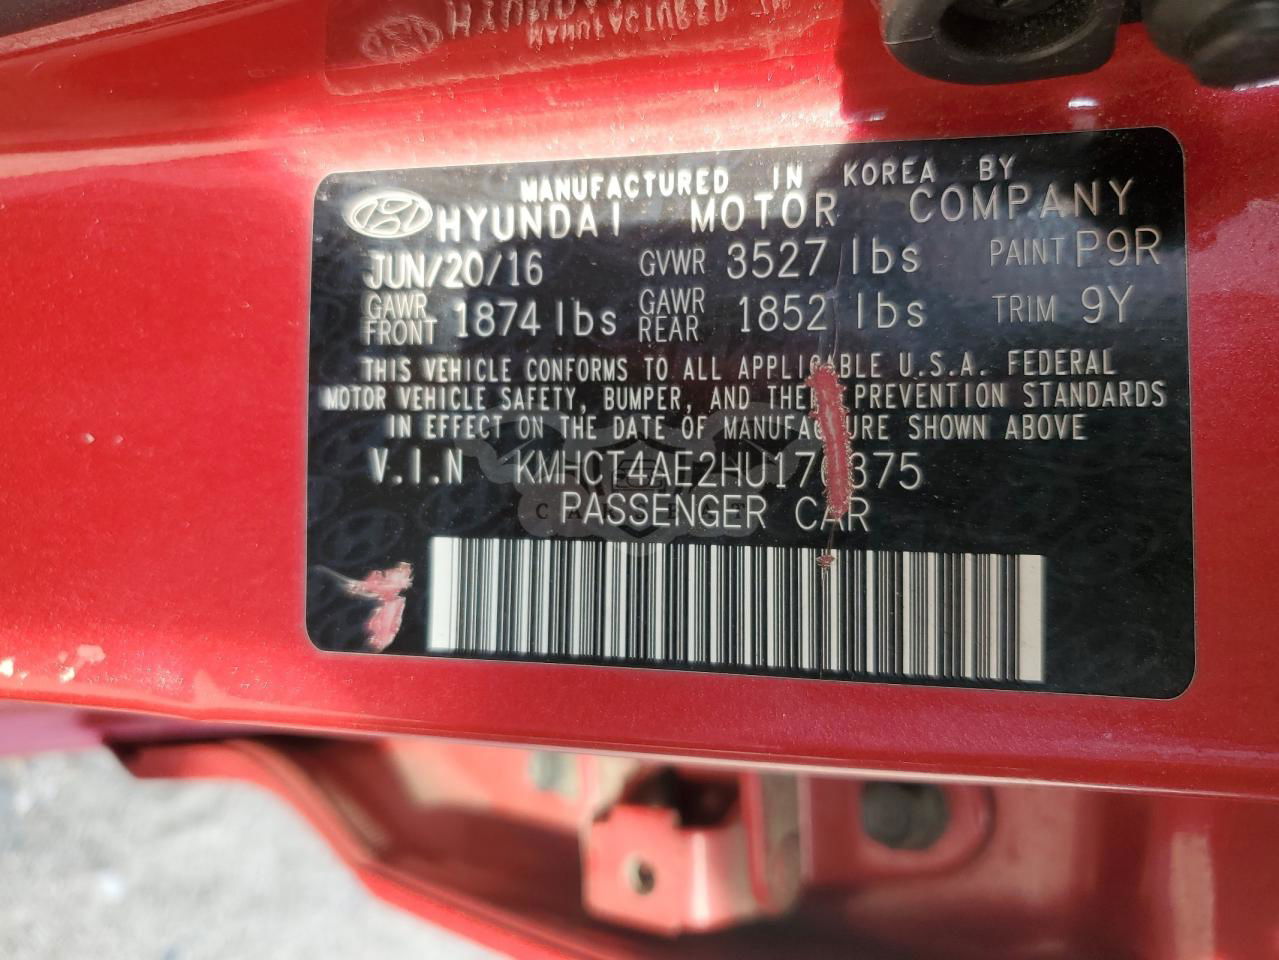 MANUFACTURED IN KOREA BY
HYUNDAI MOTOR COMPANY
JUN/20/16 GVWR 3527 lbs PAINT P9R
GAWR FRONT 1874 lbs GAWR REAR 1852 lbs TRIM 9Y
THIS VEHICLE CONFORMS TO ALL APPLICABLE U.S.A. FEDERAL
MOTOR VEHICLE SAFETY, BUMPER, AND THEFT PREVENTION STANDARDS
IN EFFECT ON THE DATE OF MANUFACTURE SHOWN ABOVE
V.I.N
PASSENGER CAR